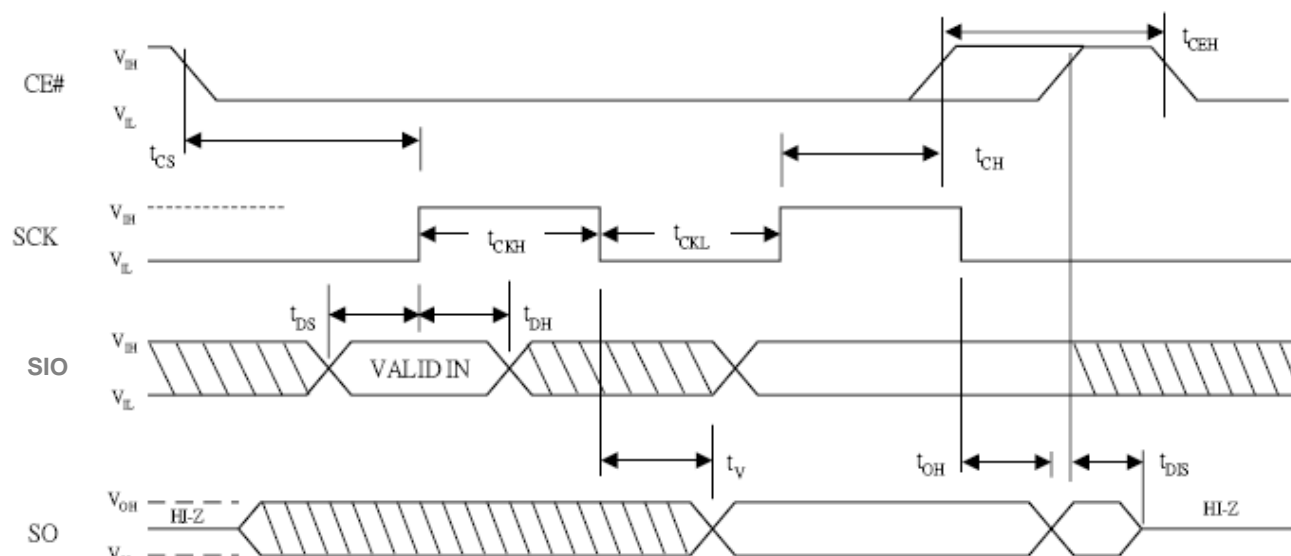 V_IH
t_CEH
CE#
V_IL
t_CS
t_CH
V_IH
SCK
t_CKH
t_CKL
V_IL
t_DS
t_DH
V_IH
SIO
VALID IN
V_IL
t_V
t_OH
t_DIS
V_OH
HI-Z
HI-Z
SO